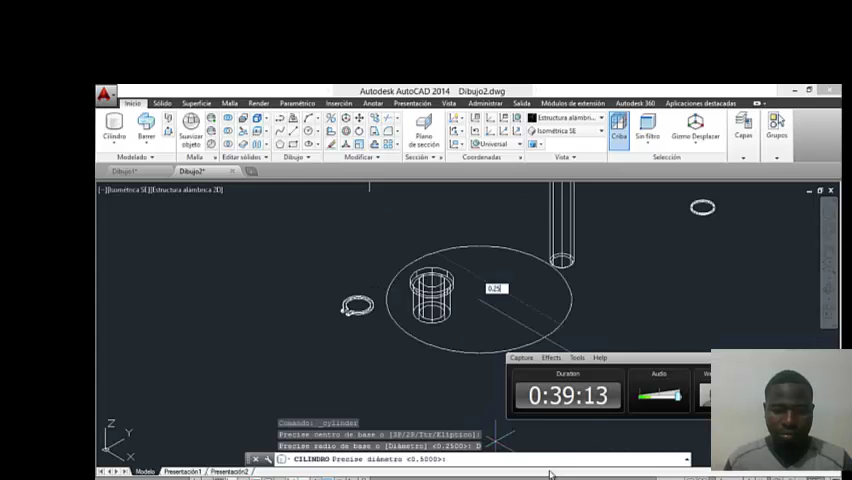 Autodesk AutoCAD 2014 Dibujo2.dwg
Inicio Sólido Superficie Malla Render Paramétrico Inserción Anotar Presentación Vista Administrar Salida Módulos de extensión Autodesk 360 Aplicaciones destacadas
Cilindro Barrer Suavizar objeto Plano de sección Estructura alámbri... Isométrica SE Universal Criba Sin filtro Gizmo Desplazar Capas Grupos
Modelado Malla Editar sólidos Dibujo Modificar Sección Coordenadas Vista Selección
Dibujo1* Dibujo2*
[−][Isométrica SE][Estructura alámbrica 2D]
0.25
Capture Effects Tools Help
Duration Audio
0:39:13
Z
Y
X
Comando: _cylinder
Precise centro de base o [3P/2P/Ttr/Elíptico]:
Precise radio de base o [Diámetro] <0.2500>: D
CILINDRO Precise diámetro <0.5000>:
Modelo Presentación1 Presentación2